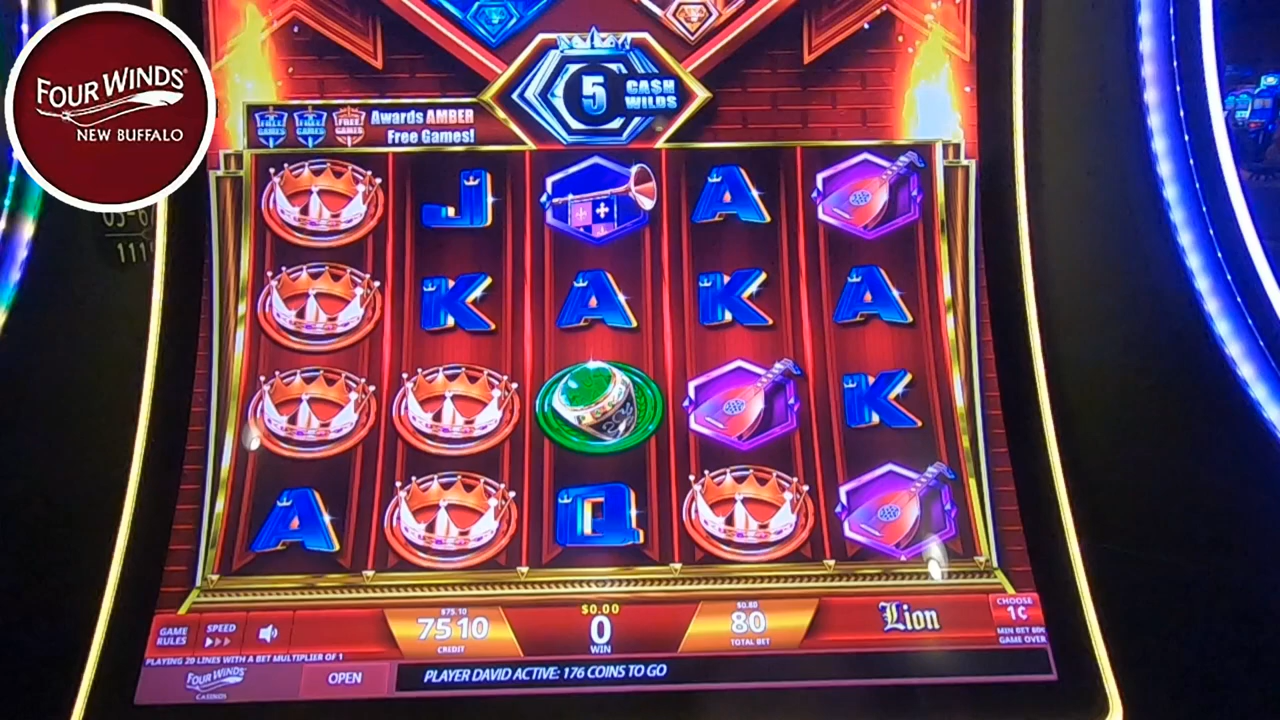 FOUR WINDS®
NEW BUFFALO
5 CASH
WILDS
FREE GAMES FREE GAMES FREE GAMES Awards AMBER
Free Games!
J A
K A K A
K
A Q
111
GAME
RULES
SPEED
$75.10
7510
CREDIT
$0.00
0
WIN
$0.80
80
TOTAL BET
Lion
CHOOSE
1¢
MIN BET 80¢
GAME OVER
PLAYING 20 LINES WITH A BET MULTIPLIER OF 1
FOUR WINDS
CASINOS
OPEN
PLAYER DAVID ACTIVE: 176 COINS TO GO